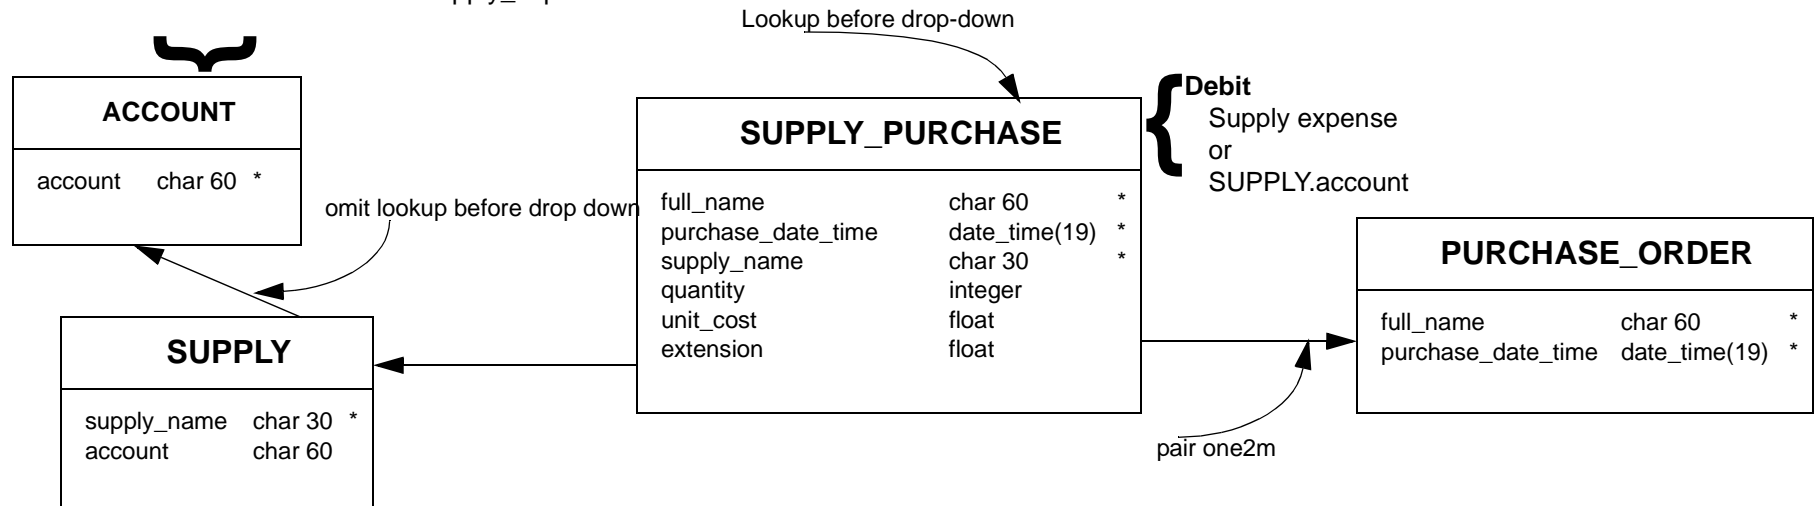 Lookup before drop-down
ACCOUNT
account char 60 *
omit lookup before drop down
SUPPLY
supply_name char 30 *
account char 60
SUPPLY_PURCHASE
full_name char 60 *
purchase_date_time date_time(19) *
supply_name char 30 *
quantity integer
unit_cost float
extension float
{
Debit
Supply expense
or
SUPPLY.account
PURCHASE_ORDER
full_name char 60 *
purchase_date_time date_time(19) *
pair one2m